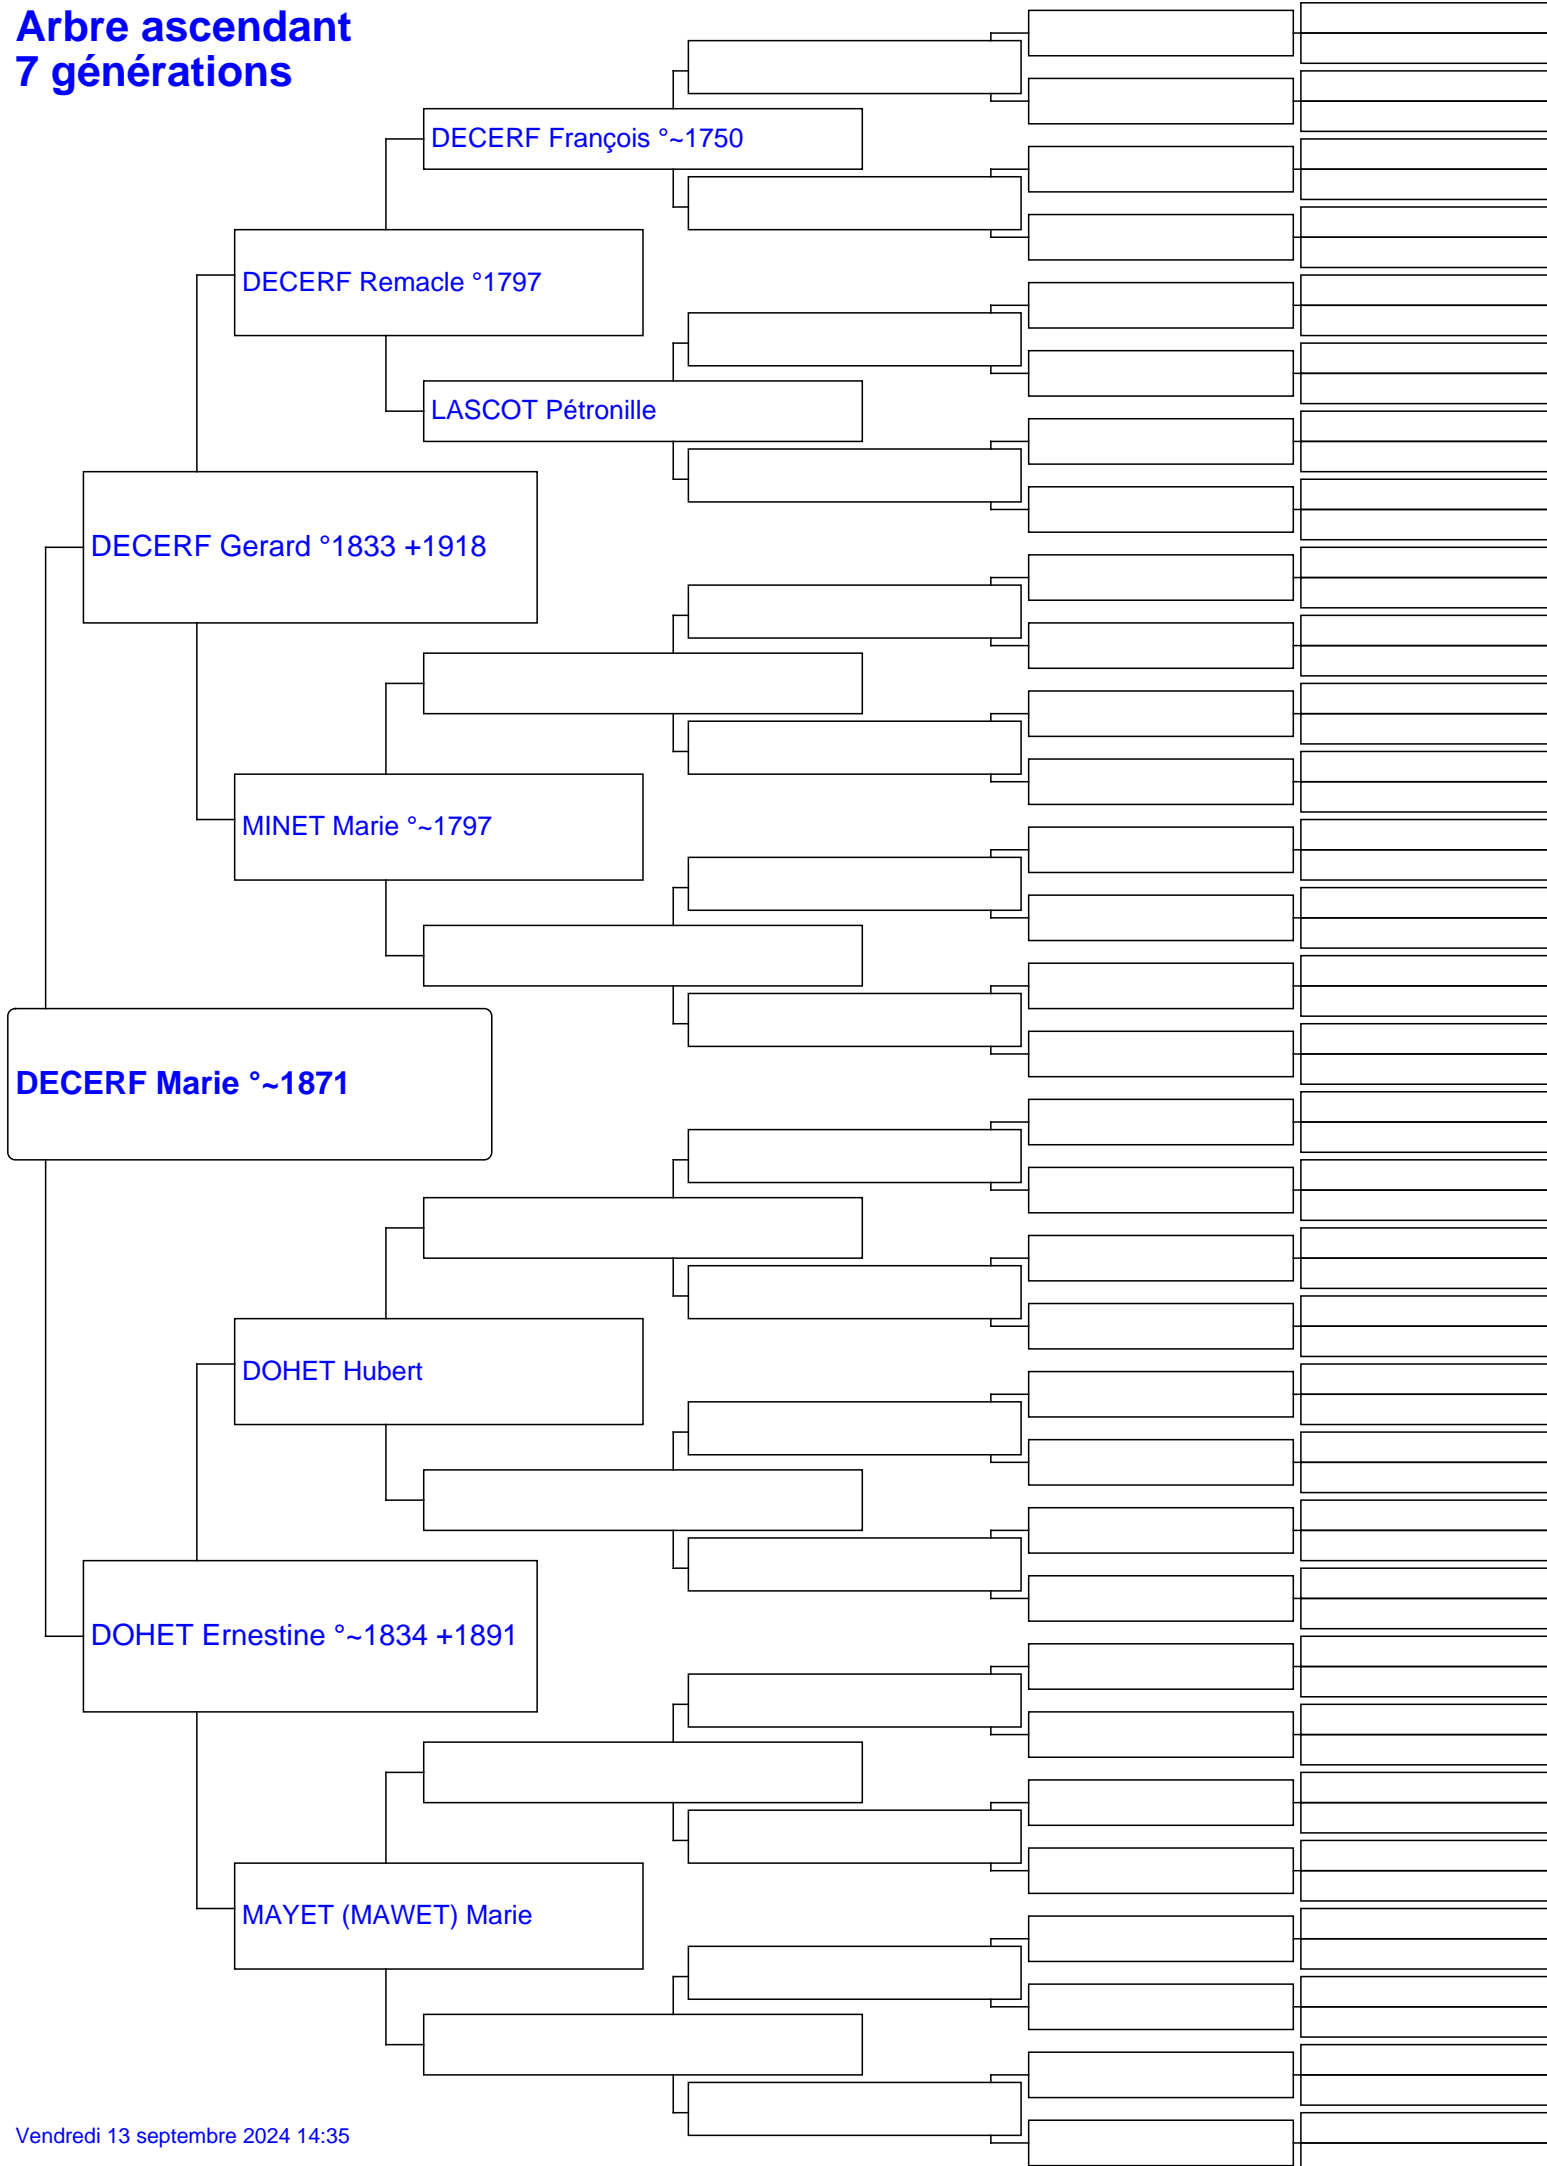 Arbre ascendant
7 générations
DECERF François °~1750
DECERF Remacle °1797
LASCOT Pétronille
DECERF Gerard °1833 +1918
MINET Marie °~1797
DECERF Marie °~1871
DOHET Hubert
DOHET Ernestine °~1834 +1891
MAYET (MAWET) Marie
Vendredi 13 septembre 2024 14:35